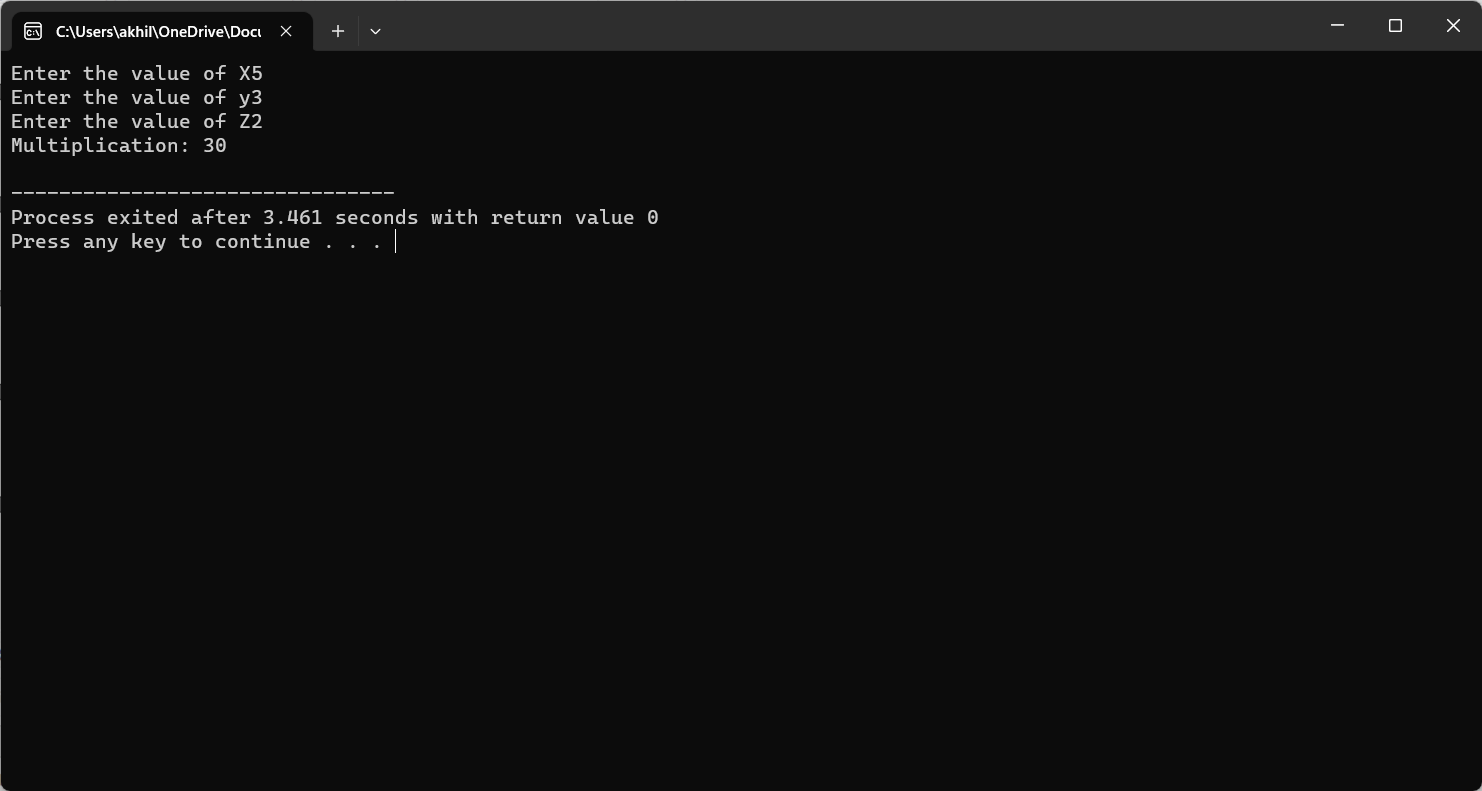 C:\Users\akhil\OneDrive\Docu
Enter the value of X5
Enter the value of y3
Enter the value of Z2
Multiplication: 30
--------------------------------
Process exited after 3.461 seconds with return value 0
Press any key to continue . . .